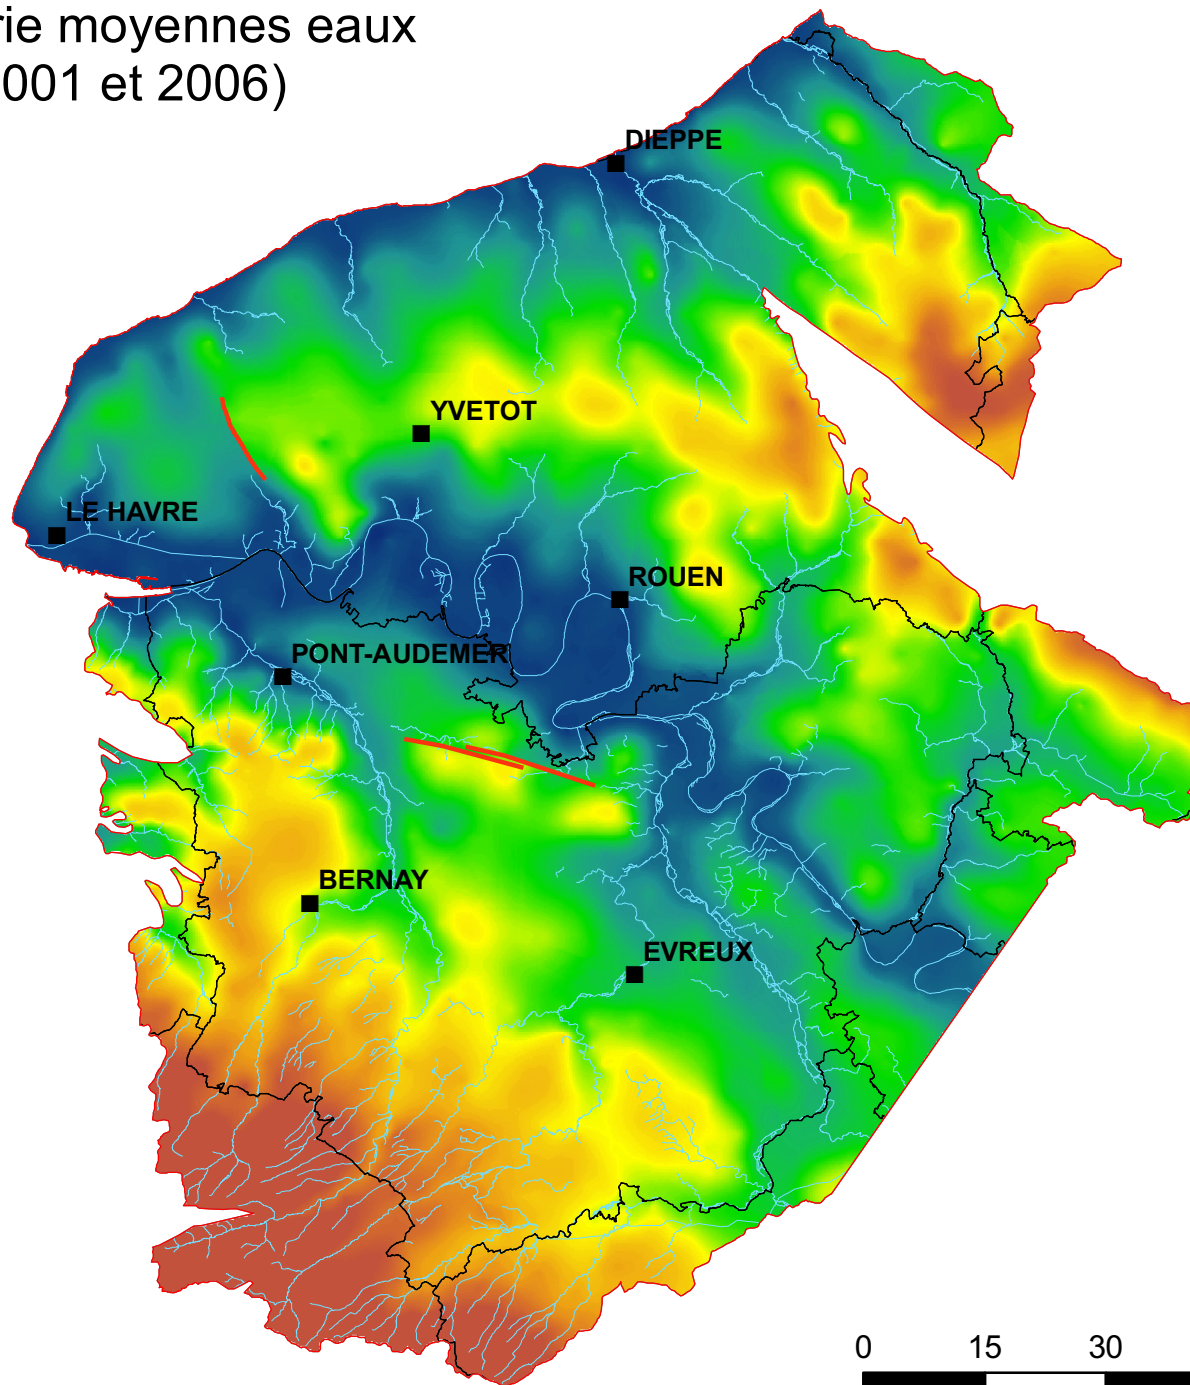 rie moyennes eaux
001 et 2006)
DIEPPE
YVETOT
LE HAVRE
ROUEN
PONT-AUDEMER
BERNAY
EVREUX
0 15 30